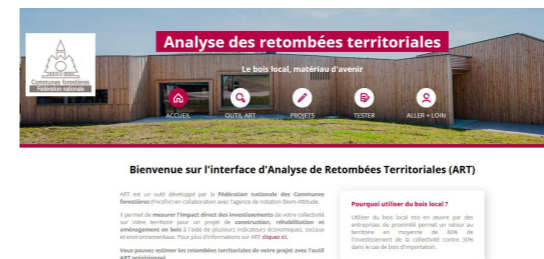 Analyse des retombées territoriales
Le bois local, matériau d'avenir
Communes forestières
Fédération nationale
ACCUEIL
OUTIL ART
PROJETS
TESTER
ALLER + LOIN
Bienvenue sur l'interface d'Analyse de Retombées Territoriales (ART)
ART est un outil développé par la Fédération nationale des Communes
forestières (Fncofor) en collaboration avec l'agence de notation Biom-Attitude.
Il permet de mesurer l'impact direct des investissements de votre collectivité
sur votre territoire pour un projet de construction, réhabilitation et
aménagement en bois à l'aide de plusieurs indicateurs économiques, sociaux
et environnementaux. Pour plus d'informations sur ART cliquez ici.
Vous pouvez estimer les retombées territoriales de votre projet avec l'outil
ART prévisionnel
Pourquoi utiliser du bois local ?
Utiliser du bois local mis en œuvre par des
entreprises de proximité permet un retour au
territoire en moyenne de 80% de
l'investissement de la collectivité contre 30%
dans le cas de bois d'importation.